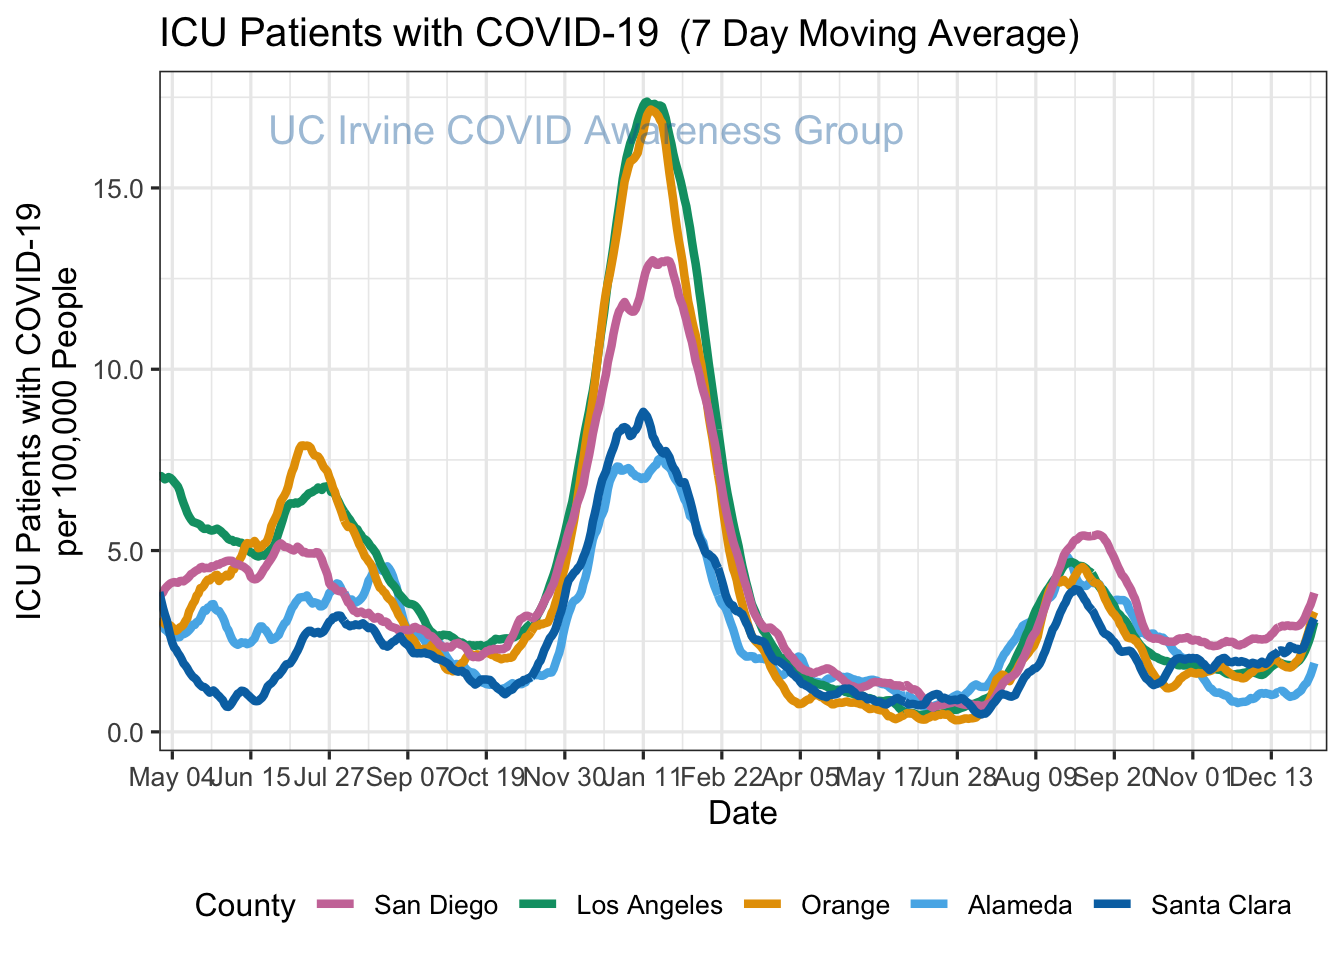 ICU Patients with COVID-19 (7 Day Moving Average)
UC Irvine COVID Awareness Group
ICU Patients with COVID-19
per 100,000 People
15.0
10.0
5.0
0.0
May 04 Jun 15 Jul 27 Sep 07 Oct 19 Nov 30 Jan 11 Feb 22 Apr 05 May 17 Jun 28 Aug 09 Sep 20 Nov 01 Dec 13
Date
County San Diego Los Angeles Orange Alameda Santa Clara